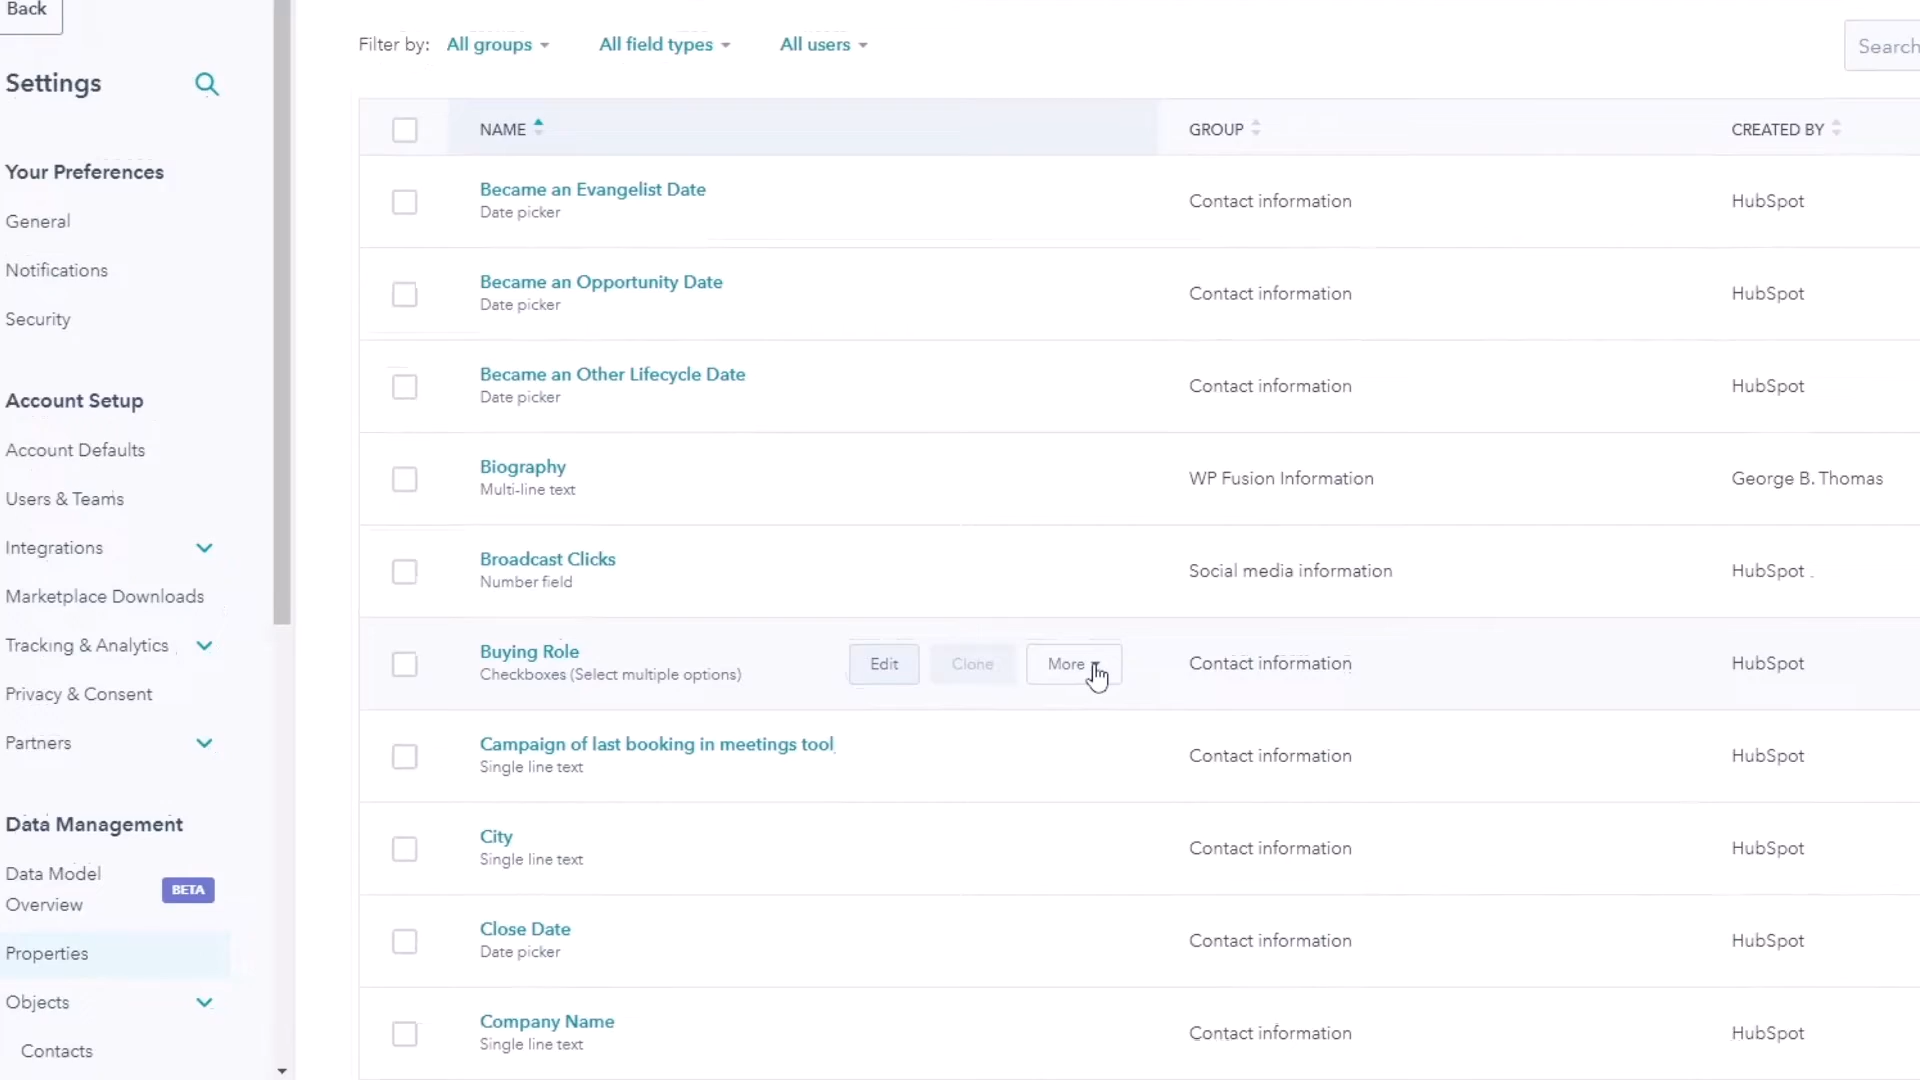 Back
Settings
Your Preferences
General
Notifications
Security
Account Setup
Account Defaults
Users & Teams
Integrations
Marketplace Downloads
Tracking & Analytics
Privacy & Consent
Partners
Data Management
Data Model
Overview
BETA
Properties
Objects
Contacts
Filter by: All groups All field types All users
Search
NAME GROUP CREATED BY
Became an Evangelist Date
Date picker
Contact information
HubSpot
Became an Opportunity Date
Date picker
Contact information
HubSpot
Became an Other Lifecycle Date
Date picker
Contact information
HubSpot
Biography
Multi-line text
WP Fusion Information
George B. Thomas
Broadcast Clicks
Number field
Social media information
HubSpot
Buying Role
Checkboxes (Select multiple options)
Edit Clone More
Contact information
HubSpot
Campaign of last booking in meetings tool
Single line text
Contact information
HubSpot
City
Single line text
Contact information
HubSpot
Close Date
Date picker
Contact information
HubSpot
Company Name
Single line text
Contact information
HubSpot